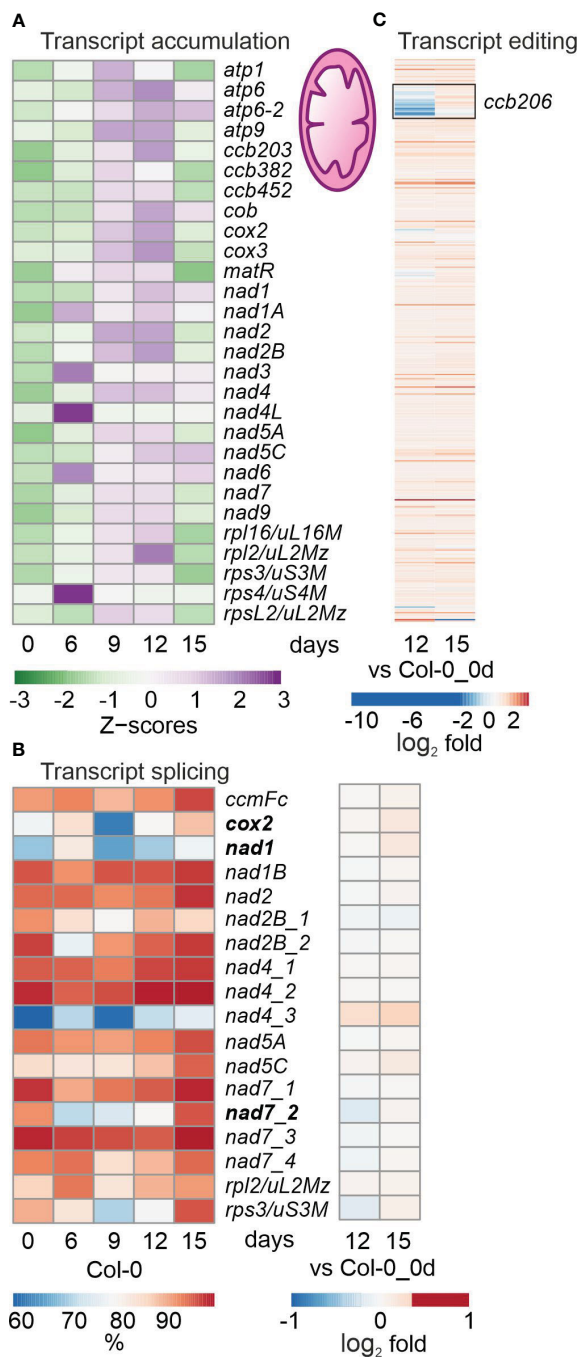 A
Transcript accumulation
atp1
atp6
atp6-2
atp9
ccb203
ccb382
ccb452
cob
cox2
cox3
matR
nad1
nad1A
nad2
nad2B
nad3
nad4
nad4L
nad5A
nad5C
nad6
nad7
nad9
rpl16/uL16M
rpl2/uL2Mz
rps3/uS3M
rps4/uS4M
rpsL2/uL2Mz
0 6 9 12 15 days
-3 -2 -1 0 1 2 3
Z-scores
C
Transcript editing
ccb206
12 15
vs Col-0_0d
-10 -6 -2 0 2
log2 fold
B
Transcript splicing
ccmFc
cox2
nad1
nad1B
nad2
nad2B_1
nad2B_2
nad4_1
nad4_2
nad4_3
nad5A
nad5C
nad7_1
nad7_2
nad7_3
nad7_4
rpl2/uL2Mz
rps3/uS3M
0 6 9 12 15 days 12 15
Col-0 vs Col-0_0d
60 70 80 90
%
-1 0 1
log2 fold